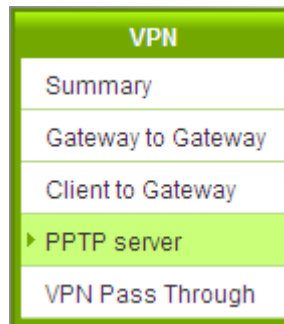 VPN
Summary
Gateway to Gateway
Client to Gateway
PPTP server
VPN Pass Through